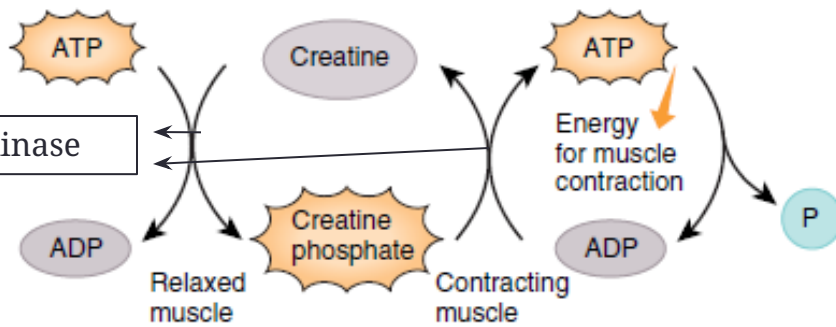 ATP
Creatine
ATP
inase
Energy
for muscle
contraction
P
ADP
Creatine
phosphate
ADP
Relaxed
muscle
Contracting
muscle